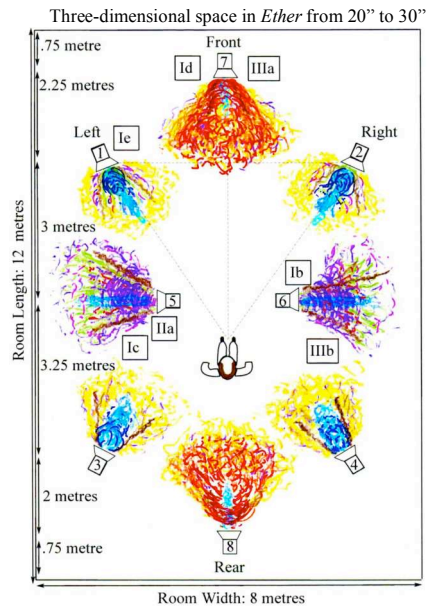 Three-dimensional space in Ether from 20” to 30”
.75 metre
Front
7
Id
IIIa
2.25 metres
Left
Ie
Right
1
2
3 metres
Room Length: 12 metres
Ib
5
6
IIa
Ic
IIIb
3.25 metres
3
4
2 metres
8
.75 metre
Rear
Room Width: 8 metres